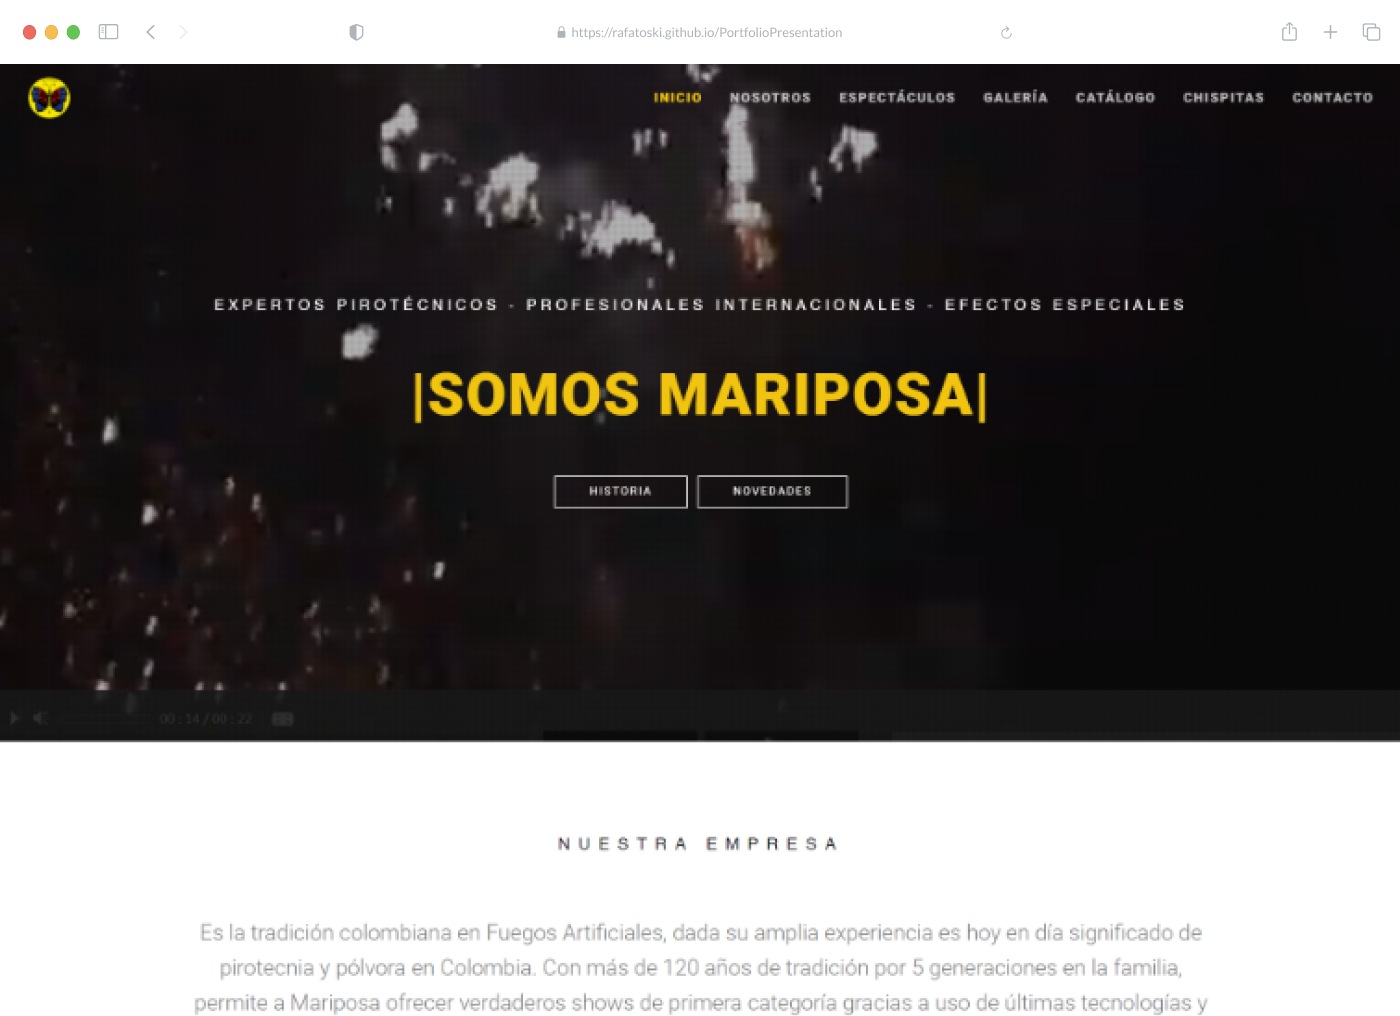 https://rafatoski.github.io/PortfolioPresentation
INICIO NOSOTROS ESPECTÁCULOS GALERÍA CATÁLOGO CHISPITAS CONTACTO
EXPERTOS PIROTÉCNICOS - PROFESIONALES INTERNACIONALES - EFECTOS ESPECIALES
|SOMOS MARIPOSA|
HISTORIA NOVEDADES
00:14/00:22
NUESTRA EMPRESA
Es la tradición colombiana en Fuegos Artificiales, dada su amplia experiencia es hoy en día significado de
pirotecnia y pólvora en Colombia. Con más de 120 años de tradición por 5 generaciones en la familia,
permite a Mariposa ofrecer verdaderos shows de primera categoría gracias a uso de últimas tecnologías y